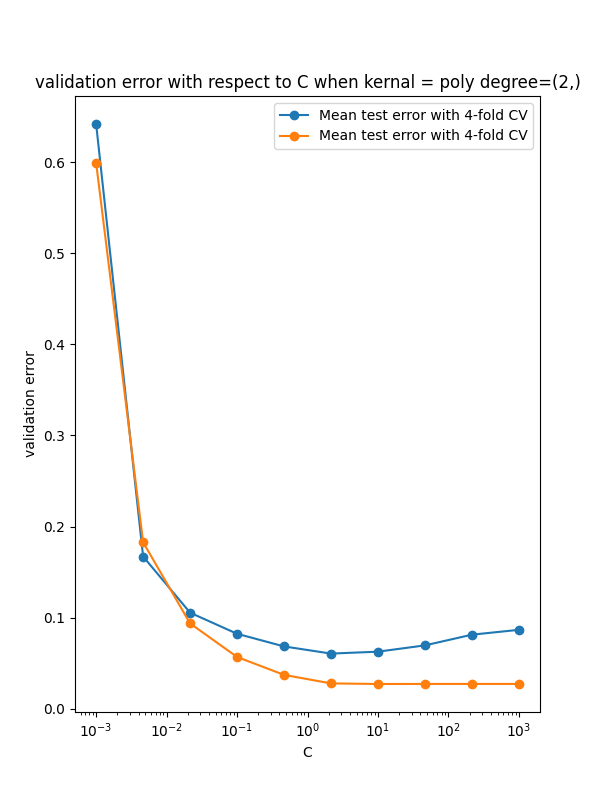 validation error with respect to C when kernal = poly degree=(2,)
Mean test error with 4-fold CV
Mean test error with 4-fold CV
validation error
0.6
0.5
0.4
0.3
0.2
0.1
0.0
10⁻³ 10⁻² 10⁻¹ 10⁰ 10¹ 10² 10³
C